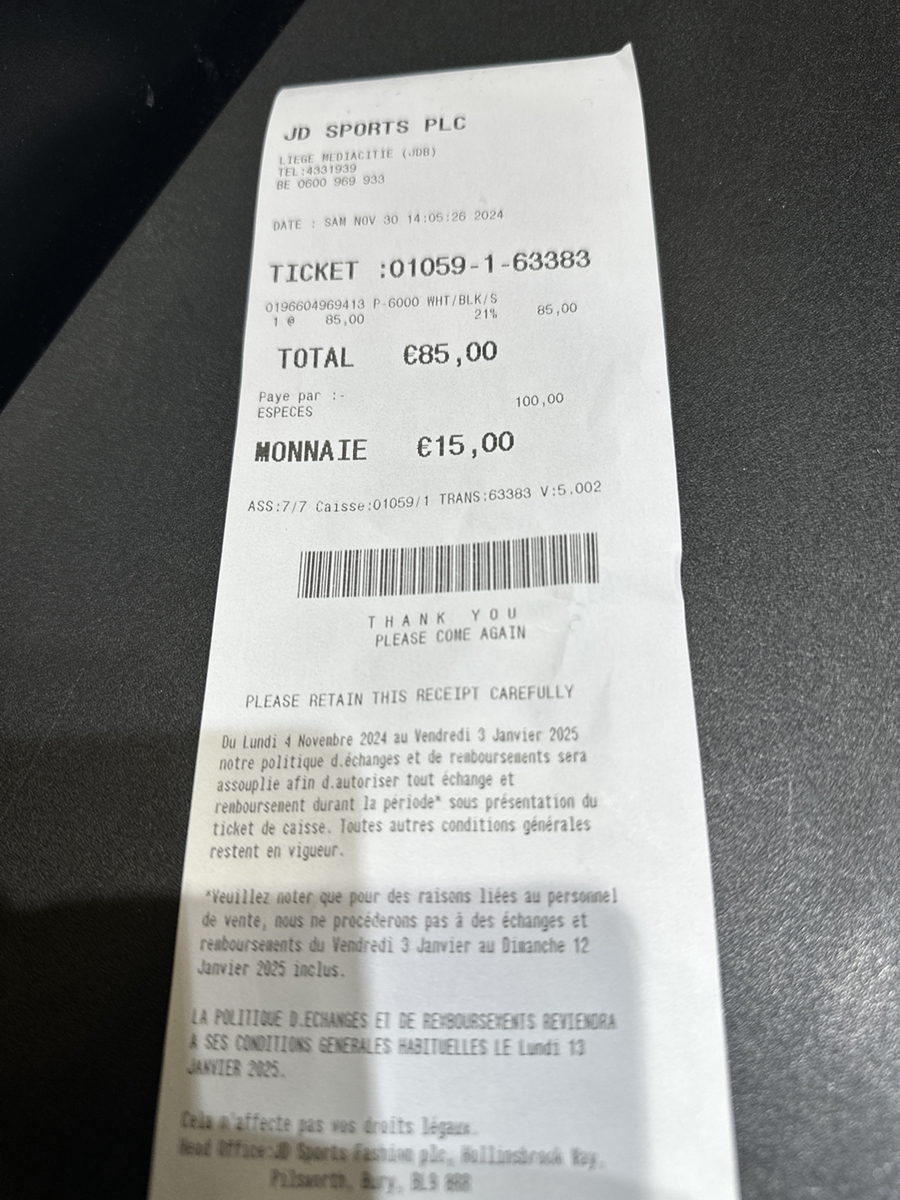 JD SPORTS PLC
LIEGE MEDIACITIE (JDB)
TEL:4331939
BE 0600 969 933
DATE : SAM NOV 30 14:05:26 2024
TICKET :01059-1-63383
0196604969413 P-6000 WHT/BLK/S
1 @ 85,00 21% 85,00
TOTAL €85,00
Paye par :-
ESPECES 100,00
MONNAIE €15,00
ASS:7/7 Caisse:01059/1 TRANS:63383 V:5.002
THANK YOU
PLEASE COME AGAIN
PLEASE RETAIN THIS RECEIPT CAREFULLY
Du Lundi 4 Novembre 2024 au Vendredi 3 Janvier 2025
notre politique d.échanges et de remboursements sera
assouplie afin d.autoriser tout échange et
remboursement durant la période* sous présentation du
ticket de caisse. Toutes autres conditions générales
restent en vigueur.
*Veuillez noter que pour des raisons liées au personnel
de vente, nous ne procéderons pas à des échanges et
remboursements du Vendredi 3 Janvier au Dimanche 12
Janvier 2025 inclus.
LA POLITIQUE D.ECHANGES ET DE REMBOURSEMENTS REVIENDRA
A SES CONDITIONS GENERALES HABITUELLES LE Lundi 13
JANVIER 2025.
Cela n'affecte pas vos droits légaux.
Head Office:JD Sports Fashion plc, Hollinsbrook Way,
Pilsworth, Bury, BL9 8RR